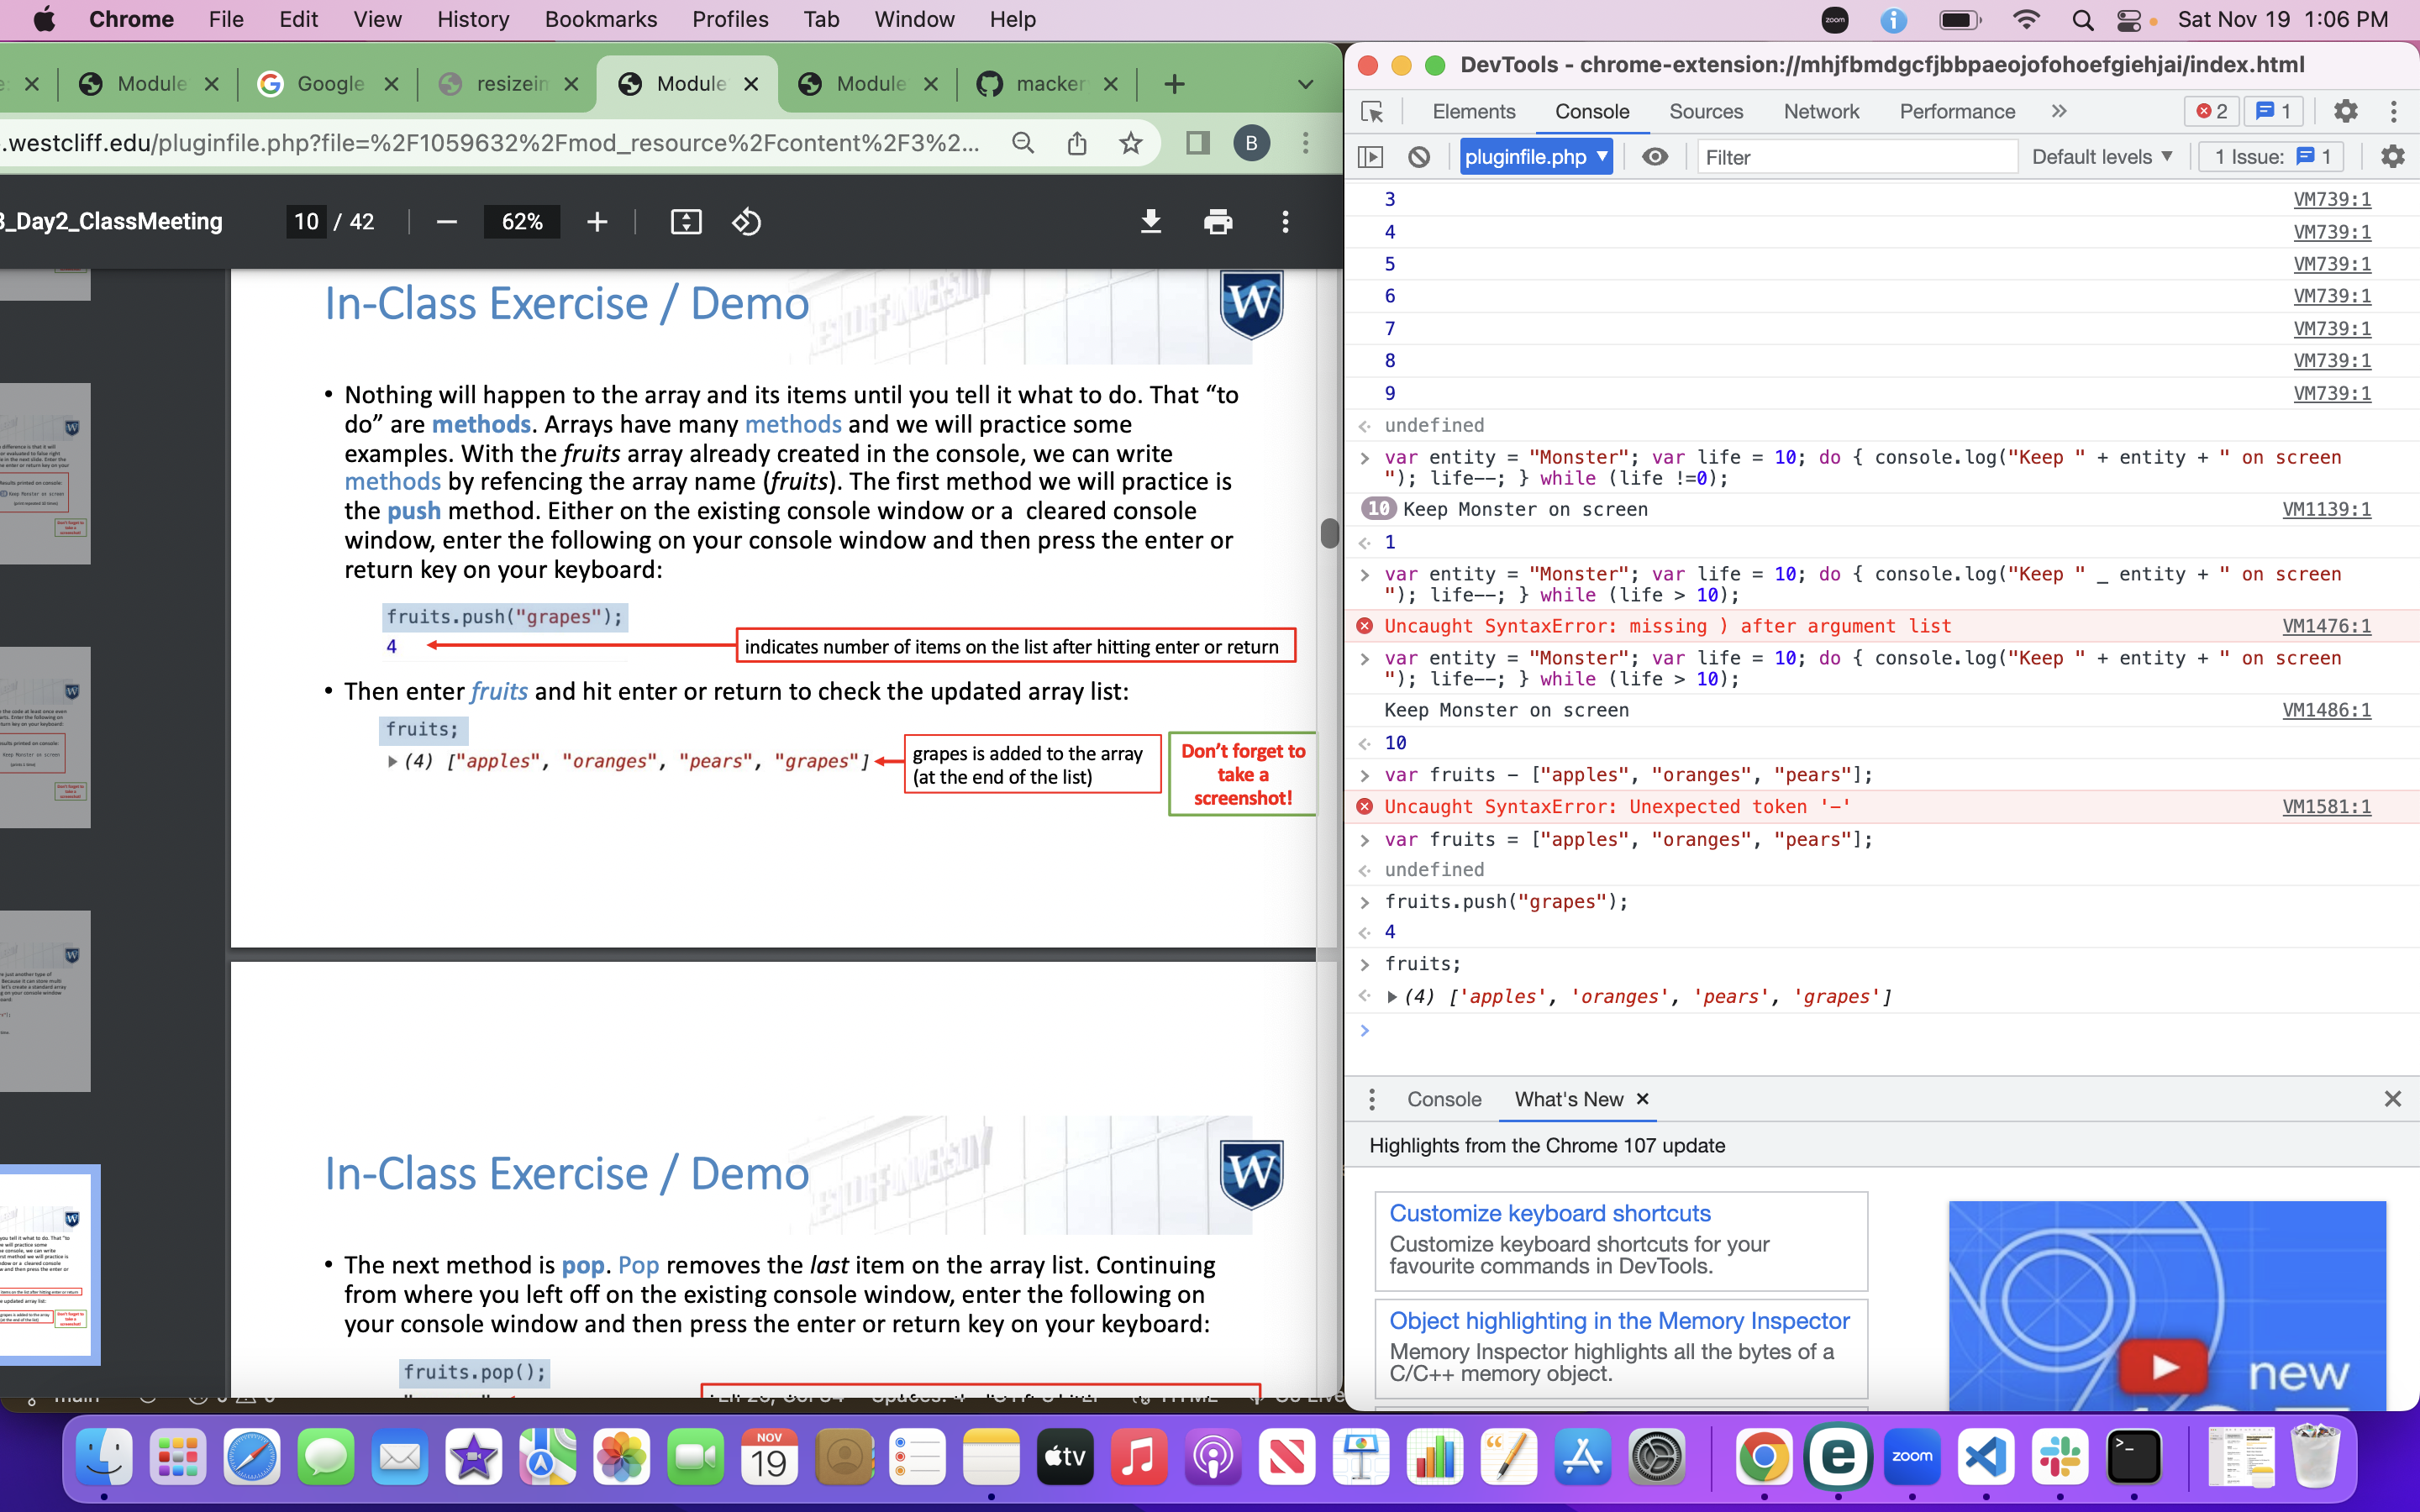 Chrome File Edit View History Bookmarks Profiles Tab Window Help zoom Sat Nov 19 1:06 PM
Module Google resizein Module Module macker
.westcliff.edu/pluginfile.php?file=%2F1059632%2Fmod_resource%2Fcontent%2F3%2... B
3_Day2_ClassMeeting 10 / 42 62%
In-Class Exercise / Demo
W
• Nothing will happen to the array and its items until you tell it what to do. That “to
do” are methods. Arrays have many methods and we will practice some
examples. With the fruits array already created in the console, we can write
methods by refencing the array name (fruits). The first method we will practice is
the push method. Either on the existing console window or a cleared console
window, enter the following on your console window and then press the enter or
return key on your keyboard:
fruits.push("grapes");
4
indicates number of items on the list after hitting enter or return
• Then enter fruits and hit enter or return to check the updated array list:
fruits;
(4) ["apples", "oranges", "pears", "grapes"]
grapes is added to the array
(at the end of the list)
Don’t forget to
take a
screenshot!
In-Class Exercise / Demo
W
• The next method is pop. Pop removes the last item on the array list. Continuing
from where you left off on the existing console window, enter the following on
your console window and then press the enter or return key on your keyboard:
fruits.pop();
DevTools - chrome-extension://mhjfbmdgcfjbbpaeojofohoefgiehjai/index.html
Elements Console Sources Network Performance 2 1
pluginfile.php Filter Default levels 1 Issue: 1
3 VM739:1
4 VM739:1
5 VM739:1
6 VM739:1
7 VM739:1
8 VM739:1
9 VM739:1
undefined
var entity = "Monster"; var life = 10; do { console.log("Keep " + entity + " on screen
"); life--; } while (life !=0);
10 Keep Monster on screen VM1139:1
1
var entity = "Monster"; var life = 10; do { console.log("Keep " _ entity + " on screen
"); life--; } while (life > 10);
Uncaught SyntaxError: missing ) after argument list VM1476:1
var entity = "Monster"; var life = 10; do { console.log("Keep " + entity + " on screen
"); life--; } while (life > 10);
Keep Monster on screen VM1486:1
10
var fruits - ["apples", "oranges", "pears"];
Uncaught SyntaxError: Unexpected token '-' VM1581:1
var fruits = ["apples", "oranges", "pears"];
undefined
fruits.push("grapes");
4
fruits;
(4) ['apples', 'oranges', 'pears', 'grapes']
Console What's New
Highlights from the Chrome 107 update
Customize keyboard shortcuts
Customize keyboard shortcuts for your
favourite commands in DevTools.
Object highlighting in the Memory Inspector
Memory Inspector highlights all the bytes of a
C/C++ memory object.
new
NOV
19
tv
zoom